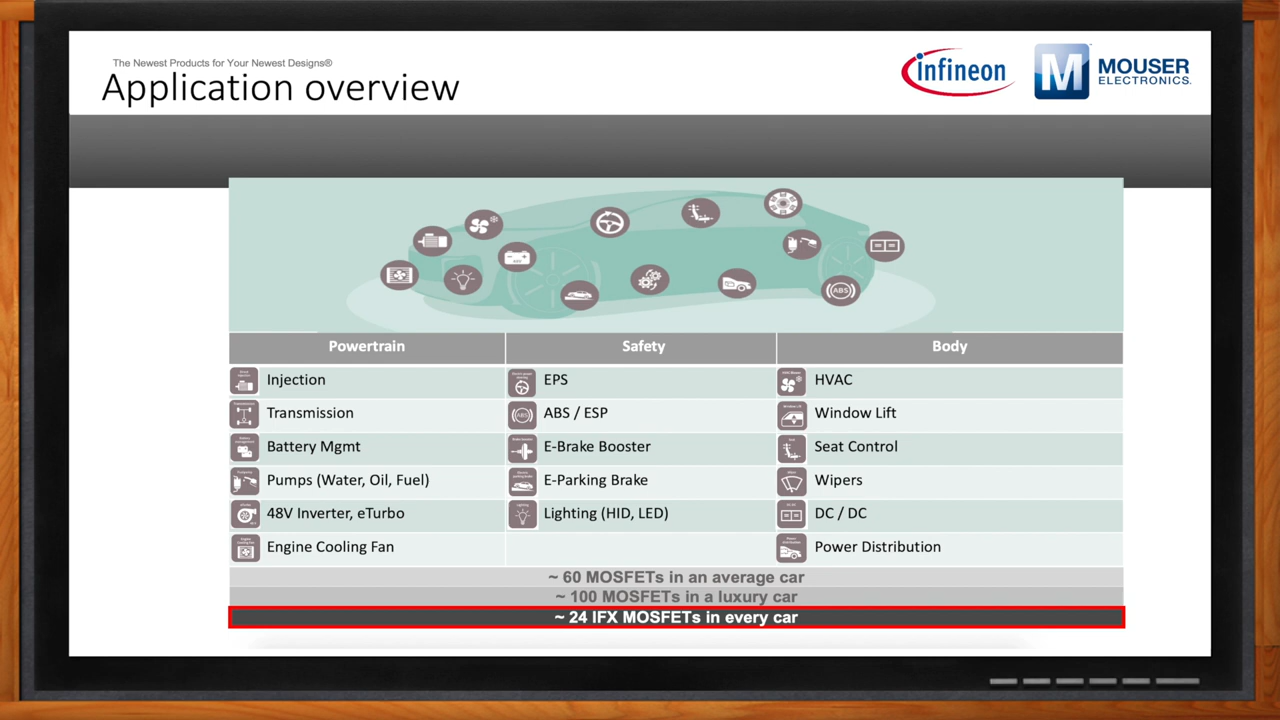 The Newest Products for Your Newest Designs®
Application overview
infineon
M MOUSER
ELECTRONICS.
ABS
Powertrain Safety Body
Injection EPS HVAC
Transmission ABS ABS / ESP Window Lift
Battery Mgmt E-Brake Booster Seat Control
Pumps (Water, Oil, Fuel) E-Parking Brake Wipers
48V Inverter, eTurbo Lighting (HID, LED) DC / DC
Engine Cooling Fan Power Distribution
~ 60 MOSFETs in an average car
~ 100 MOSFETs in a luxury car
~ 24 IFX MOSFETs in every car